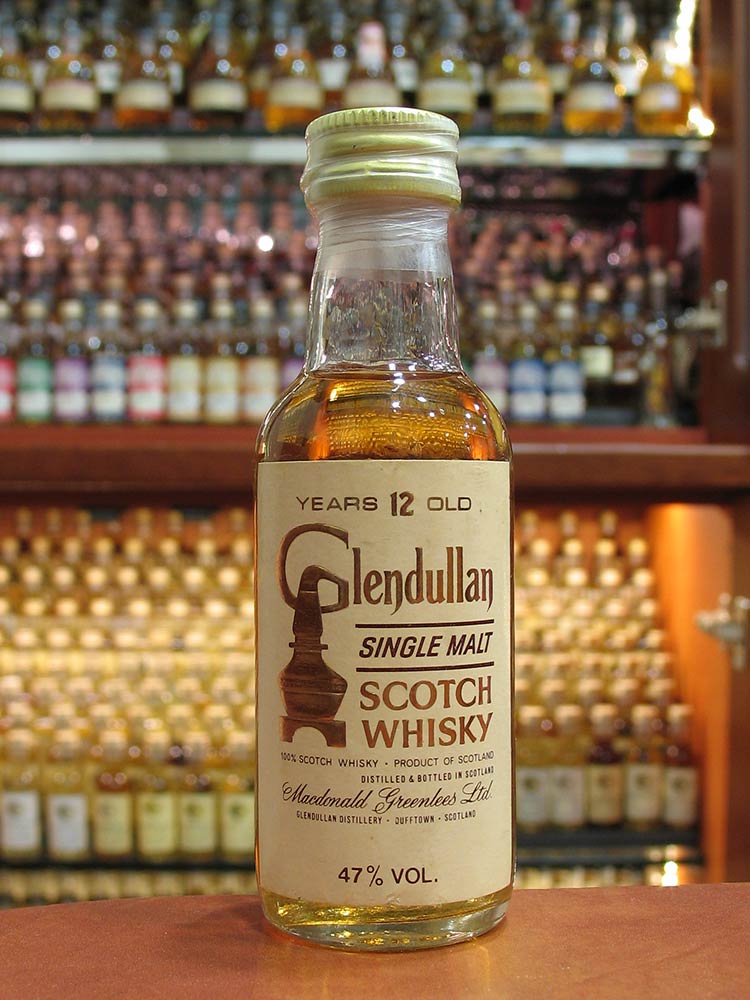 YEARS 12 OLD
Glendullan
SINGLE MALT
SCOTCH
WHISKY
100% SCOTCH WHISKY · PRODUCT OF SCOTLAND
DISTILLED & BOTTLED IN SCOTLAND
Macdonald Greenlees Ltd.
GLENDULLAN DISTILLERY · DUFFTOWN · SCOTLAND
47% VOL.